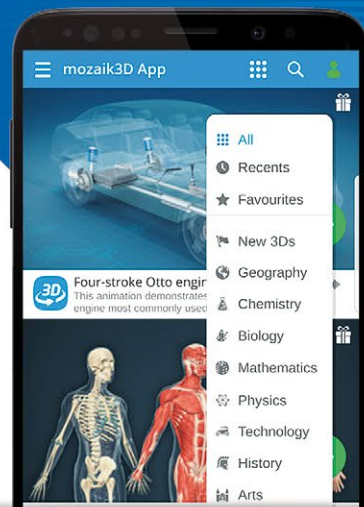 mozaik3D App
All
Recents
Favourites
New 3Ds
Geography
Chemistry
Biology
Mathematics
Physics
Technology
History
Arts
3D
Four-stroke Otto engin
This animation demonstrates
engine most commonly used